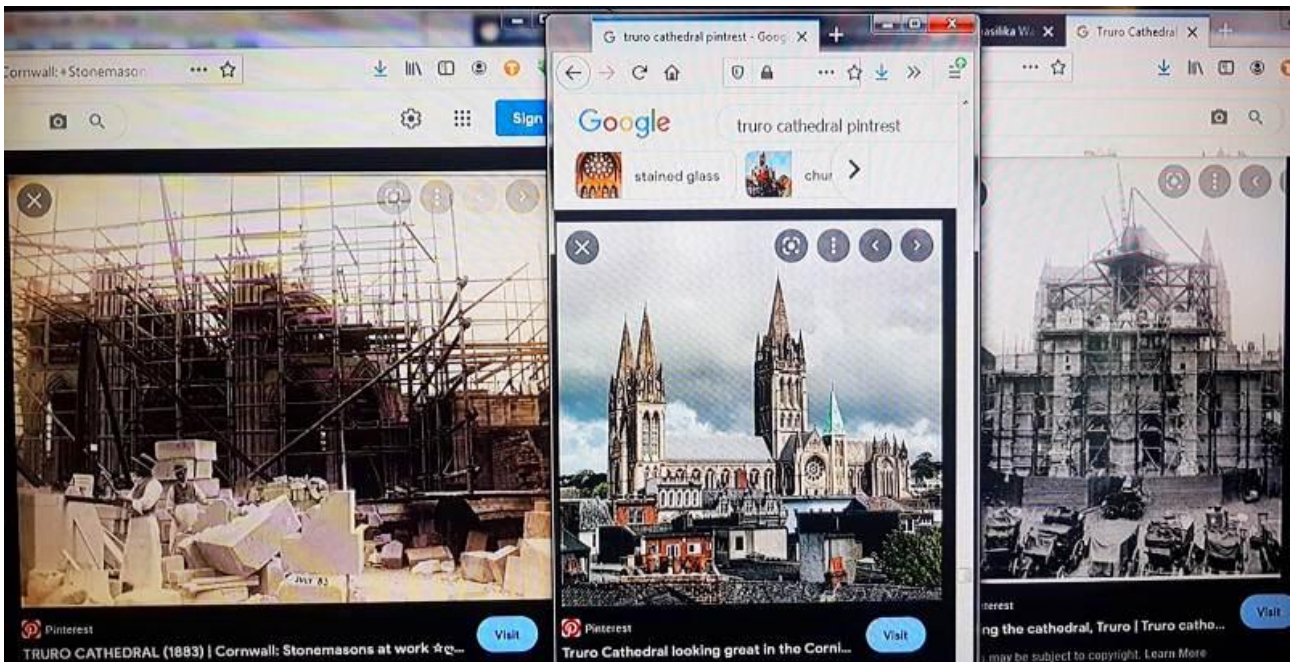 Cornwall:+Stonemason
Sign
JULY 83
Pinterest
TRURO CATHEDRAL (1883) | Cornwall: Stonemasons at work
Visit
G truro cathedral pintrest - Goog
Google
truro cathedral pintrest
stained glass
chur
Pinterest
Truro Cathedral looking great in the Corni...
Visit
asilika Wa
G Truro Cathedral
terest
ng the cathedral, Truro | Truro cathe...
may be subject to copyright. Learn More
Visit